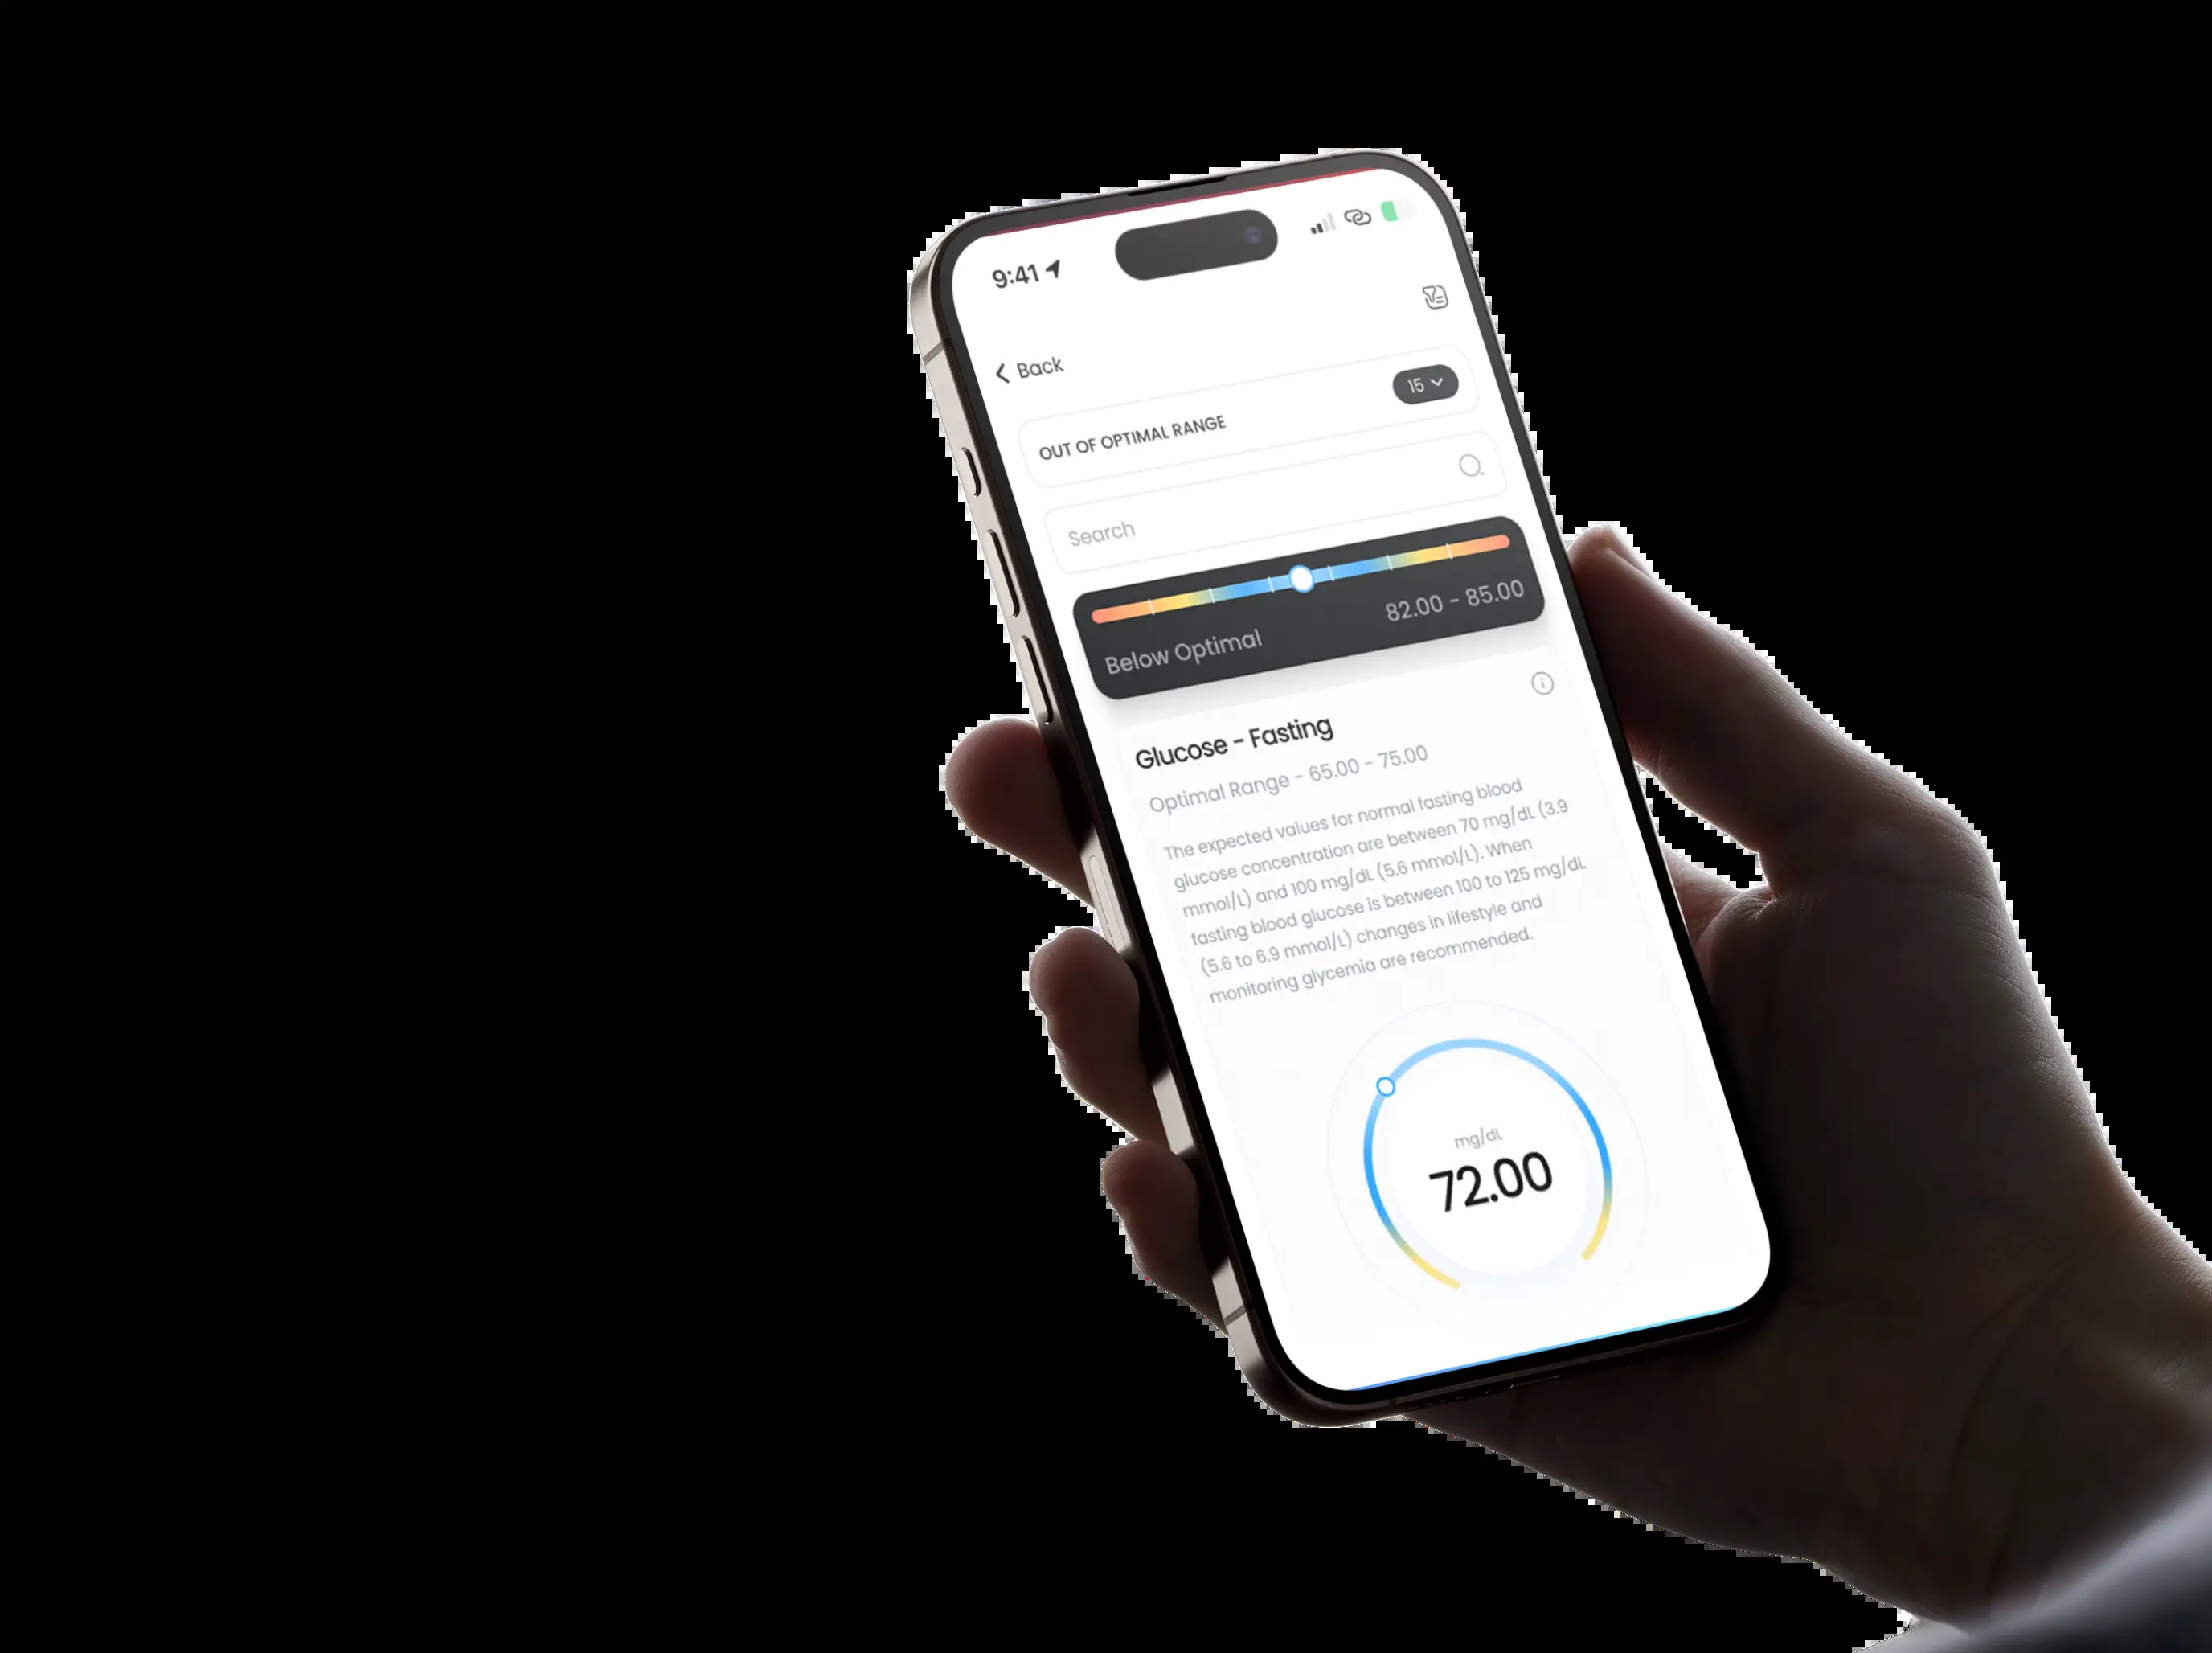 9:41
Back
OUT OF OPTIMAL RANGE
15
Search
82.00 - 85.00
Below Optimal
Glucose - Fasting
Optimal Range - 65.00 - 75.00
The expected values for normal fasting blood
glucose concentration are between 70 mg/dL (3.9
mmol/L) and 100 mg/dL (5.6 mmol/L). When
fasting blood glucose is between 100 to 125 mg/dL
(5.6 to 6.9 mmol/L) changes in lifestyle and
monitoring glycemia are recommended.
mg/dL
72.00